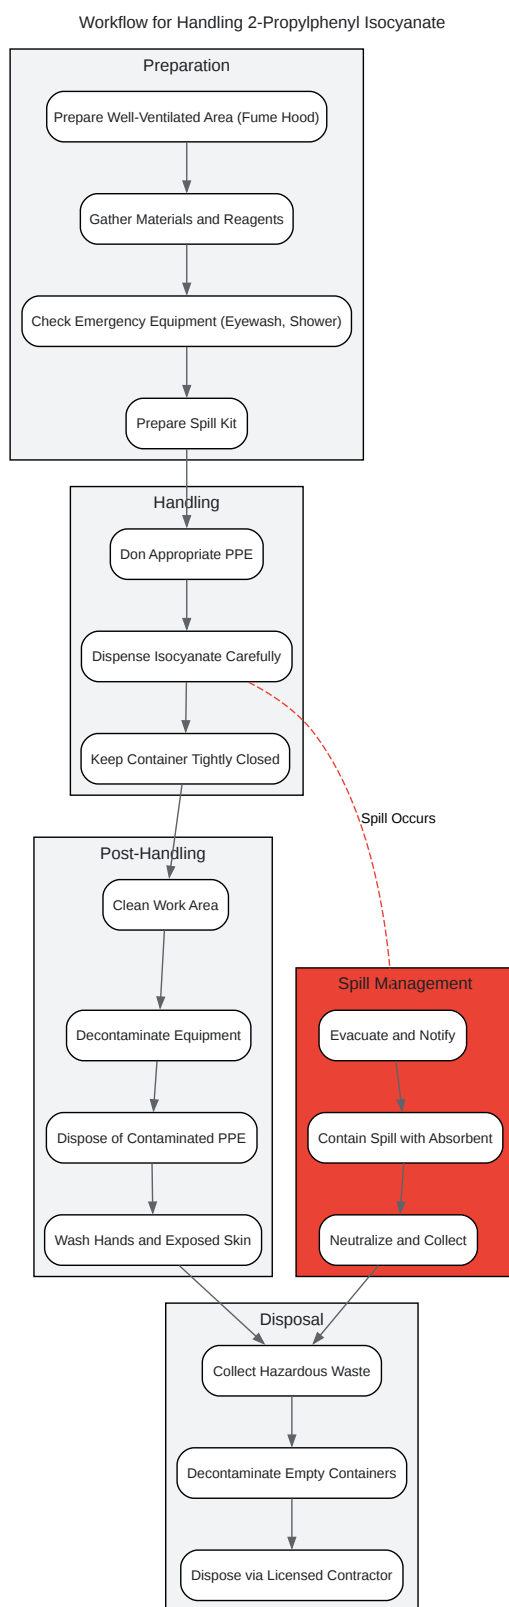 Workflow for Handling 2-Propylphenyl Isocyanate
Preparation
Prepare Well-Ventilated Area (Fume Hood)
Gather Materials and Reagents
Check Emergency Equipment (Eyewash, Shower)
Prepare Spill Kit
Handling
Don Appropriate PPE
Dispense Isocyanate Carefully
Keep Container Tightly Closed
Spill Occurs
Post-Handling
Clean Work Area
Decontaminate Equipment
Dispose of Contaminated PPE
Wash Hands and Exposed Skin
Spill Management
Evacuate and Notify
Contain Spill with Absorbent
Neutralize and Collect
Disposal
Collect Hazardous Waste
Decontaminate Empty Containers
Dispose via Licensed Contractor